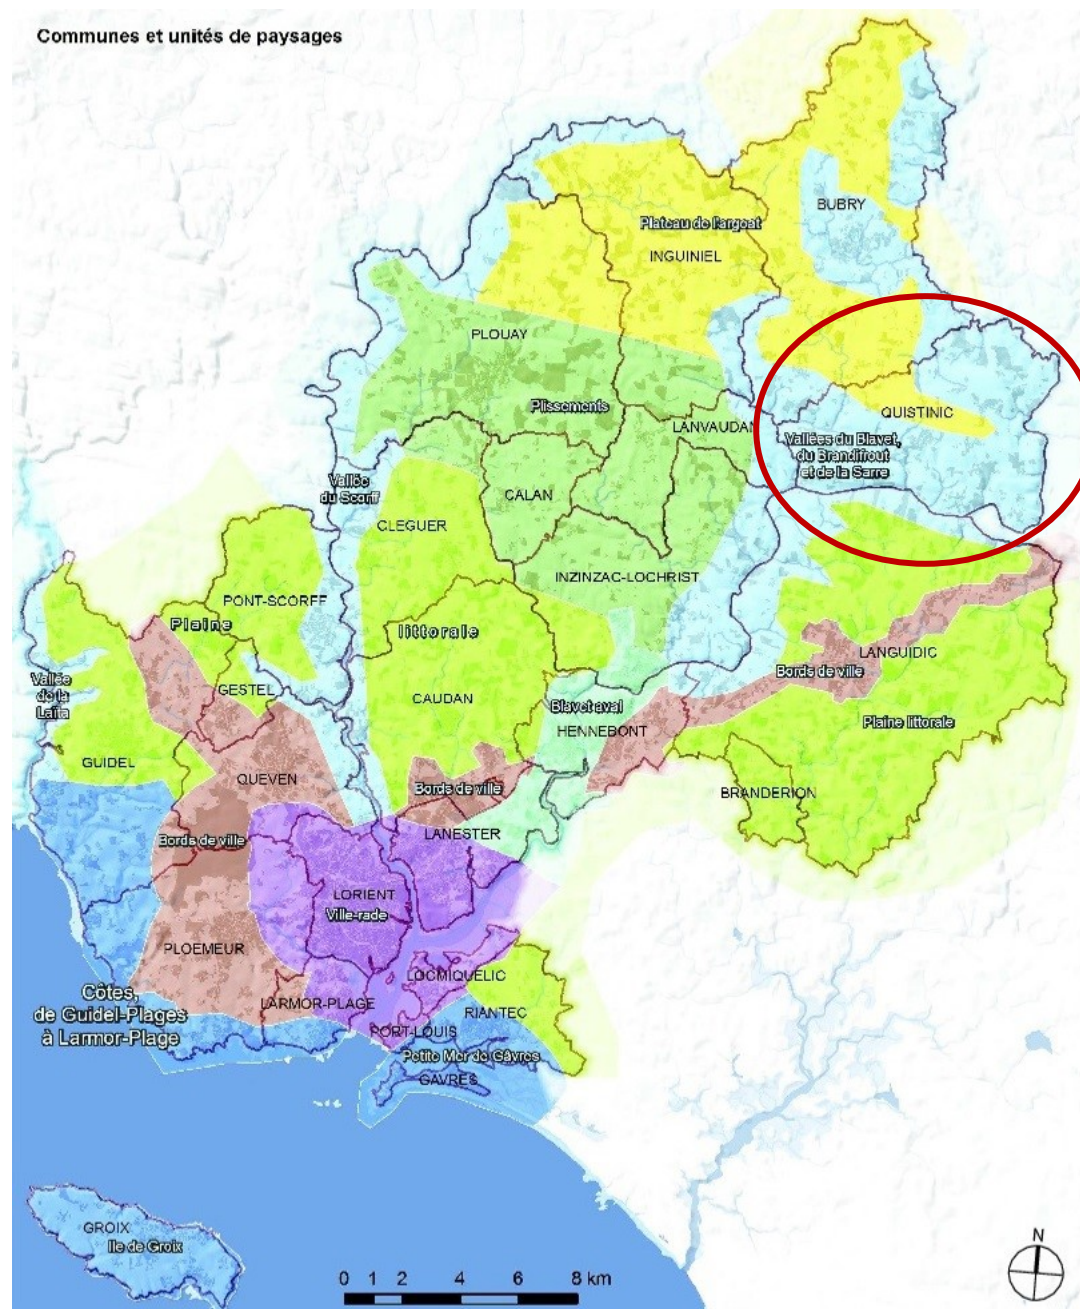 Communes et unités de paysages
BUBRY
Plateau de l'argoat
INGUINIEL
PLOUAY
Plissements
QUISTINIC
LANVAUDAN
Vallées du Blavet,
du Brandifrout
et de la Sarre
Vallée
du Scorff
CALAN
CLEGUER
INZINZAC-LOCHRIST
PONT-SCORFF
Plaine
littorale
LANGUIDIC
Bords de ville
Vallée
de la
Laïta
GESTEL
CAUDAN
Blavet aval
HENNEBONT
Plaine littorale
GUIDEL
QUEVEN
Bords de ville
BRANDERION
Bords de ville
LANESTER
LORIENT
Ville-rade
PLOEMEUR
LOCMIQUELIC
Côtes,
de Guidel-Plages
à Larmor-Plage
LARMOR-PLAGE
RIANTEC
PORT-LOUIS
Petite Mer de Gâvres
GAVRES
GROIX
Ile de Groix
N
0 1 2 4 6 8 km